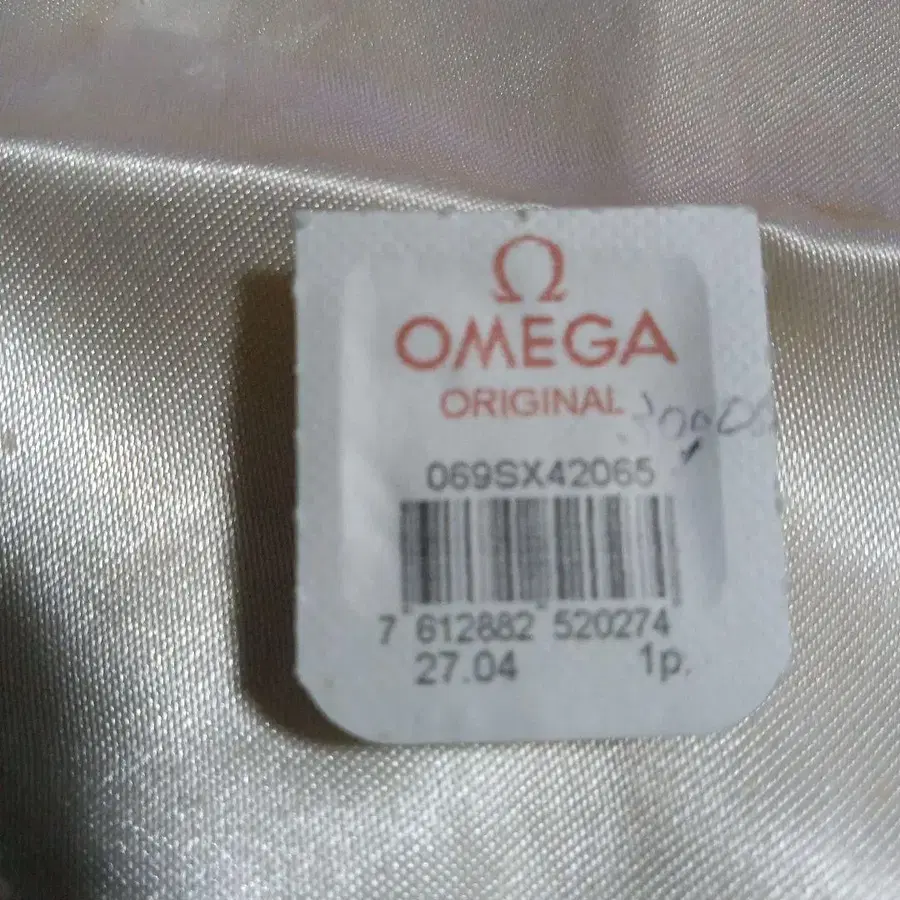 Ω
OMEGA
ORIGINAL
069SX42065
7 612882 520274
27.04 1p.